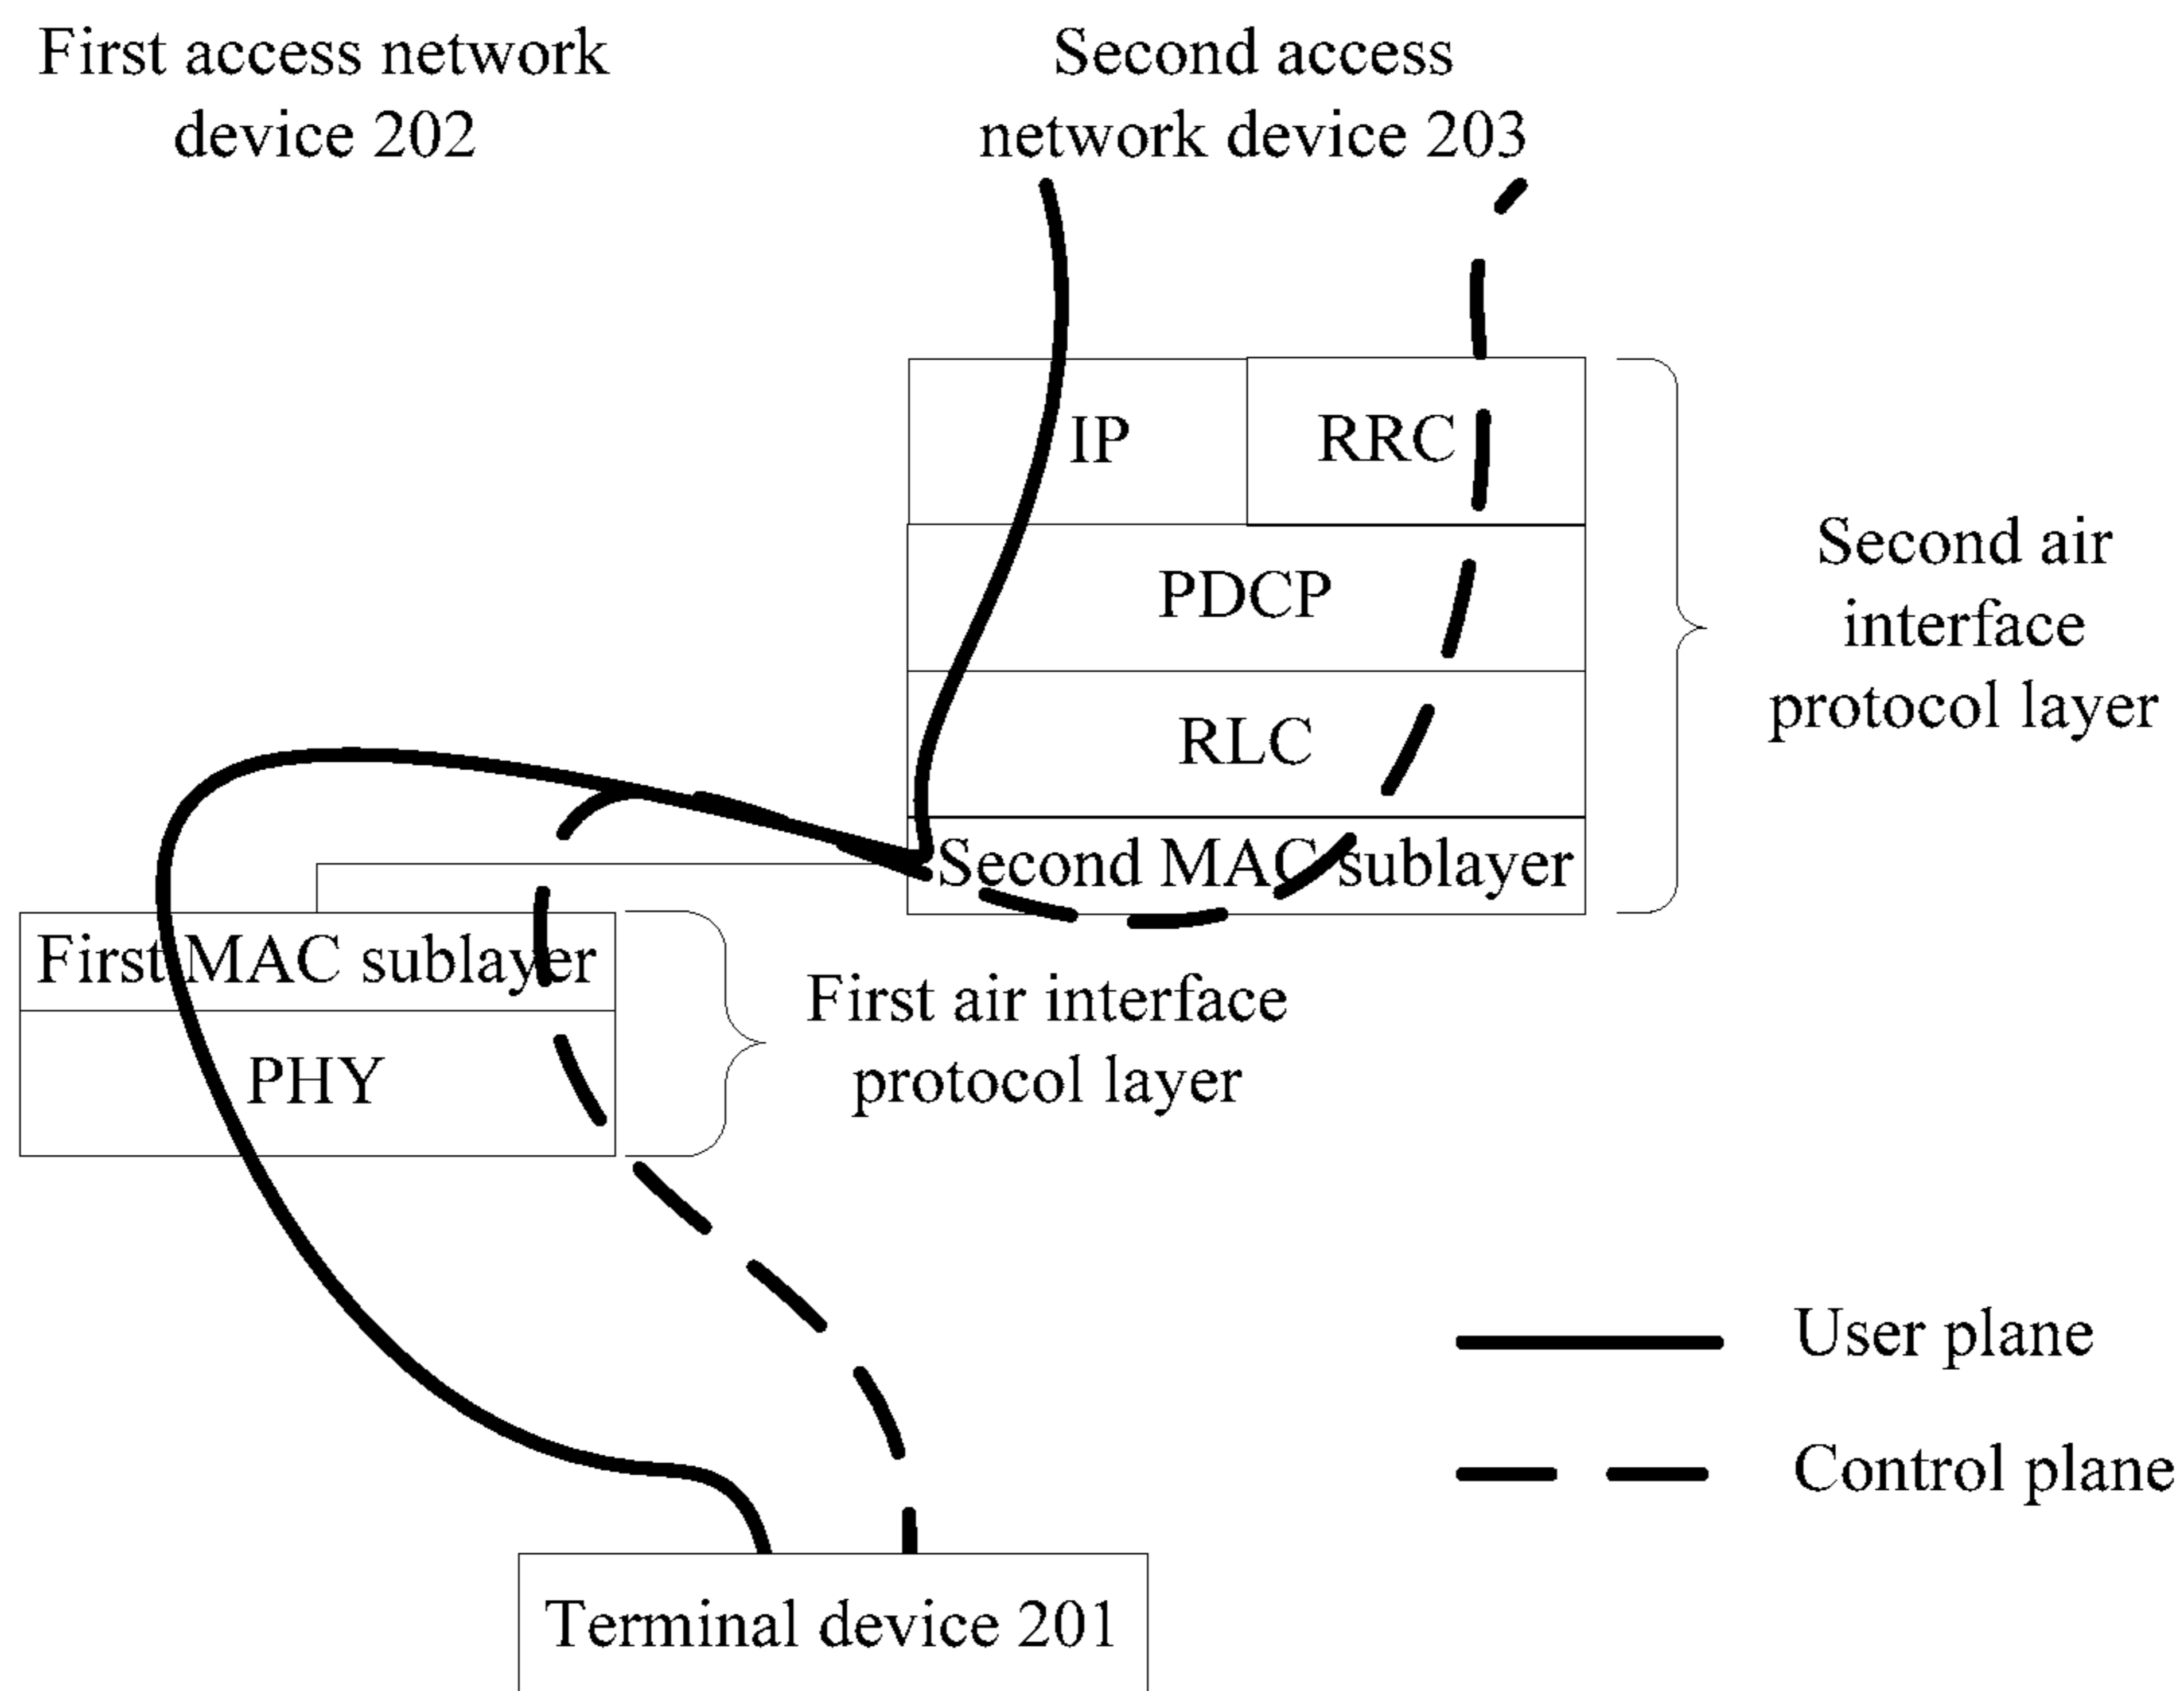 First access network
device 202
Second access
network device 203
IP
RRC
PDCP
RLC
Second MAC sublayer
Second air
interface
protocol layer
First MAC sublayer
PHY
First air interface
protocol layer
User plane
Control plane
Terminal device 201